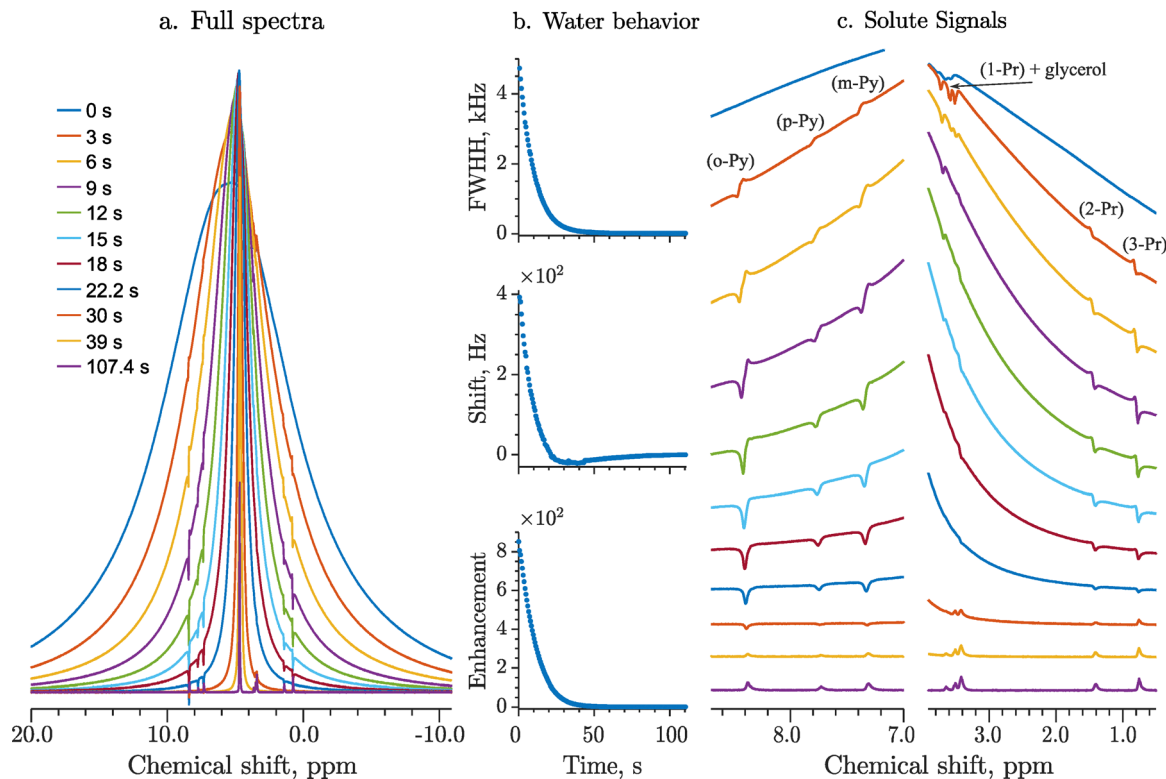 a. Full spectra
0 s
3 s
6 s
9 s
12 s
15 s
18 s
22.2 s
30 s
39 s
107.4 s
20.0 10.0 0.0 -10.0
Chemical shift, ppm
b. Water behavior
FWHH, kHz
4
2
0
×10²
Shift, Hz
4
2
0
×10²
Enhancement
8
6
4
2
0
0 50 100
Time, s
c. Solute Signals
(o-Py)
(p-Py)
(m-Py)
(1-Pr) + glycerol
(2-Pr)
(3-Pr)
8.0 7.0 3.0 2.0 1.0
Chemical shift, ppm